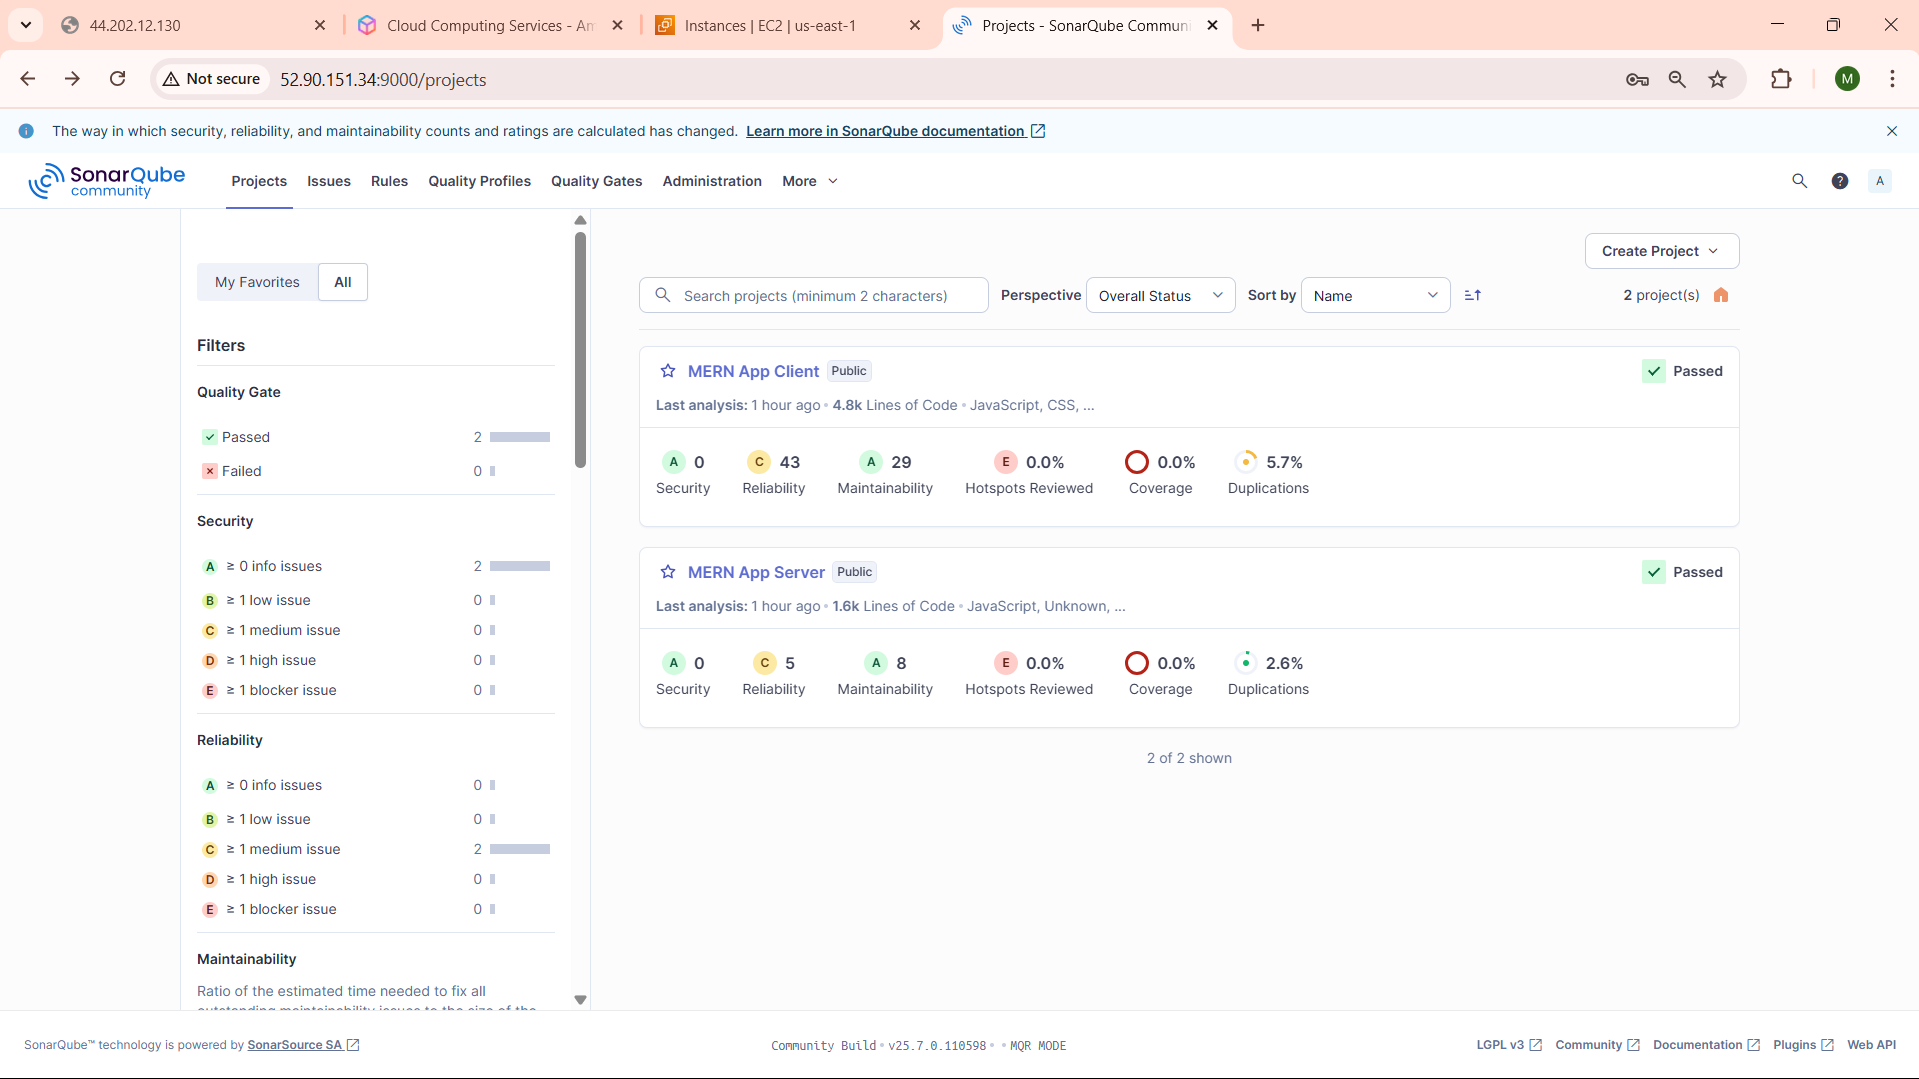 44.202.12.130
Cloud Computing Services - Am
Instances | EC2 | us-east-1
Projects - SonarQube Communi
Not secure
52.90.151.34:9000/projects
M
The way in which security, reliability, and maintainability counts and ratings are calculated has changed. Learn more in SonarQube documentation
SonarQube
community
Projects
Issues
Rules
Quality Profiles
Quality Gates
Administration
More
?
A
My Favorites
All
Filters
Quality Gate
Passed 2
Failed 0
Security
A ≥ 0 info issues 2
B ≥ 1 low issue 0
C ≥ 1 medium issue 0
D ≥ 1 high issue 0
E ≥ 1 blocker issue 0
Reliability
A ≥ 0 info issues 0
B ≥ 1 low issue 0
C ≥ 1 medium issue 2
D ≥ 1 high issue 0
E ≥ 1 blocker issue 0
Maintainability
Ratio of the estimated time needed to fix all
outstanding maintainability issues to the size of the
Create Project
Search projects (minimum 2 characters)
Perspective
Overall Status
Sort by
Name
2 project(s)
MERN App Client Public
Passed
Last analysis: 1 hour ago • 4.8k Lines of Code • JavaScript, CSS, ...
A 0 C 43 A 29 E 0.0% 0.0% 5.7%
Security Reliability Maintainability Hotspots Reviewed Coverage Duplications
MERN App Server Public
Passed
Last analysis: 1 hour ago • 1.6k Lines of Code • JavaScript, Unknown, ...
A 0 C 5 A 8 E 0.0% 0.0% 2.6%
Security Reliability Maintainability Hotspots Reviewed Coverage Duplications
2 of 2 shown
SonarQube™ technology is powered by SonarSource SA
Community Build • v25.7.0.110598 • • MQR MODE
LGPL v3
Community
Documentation
Plugins
Web API